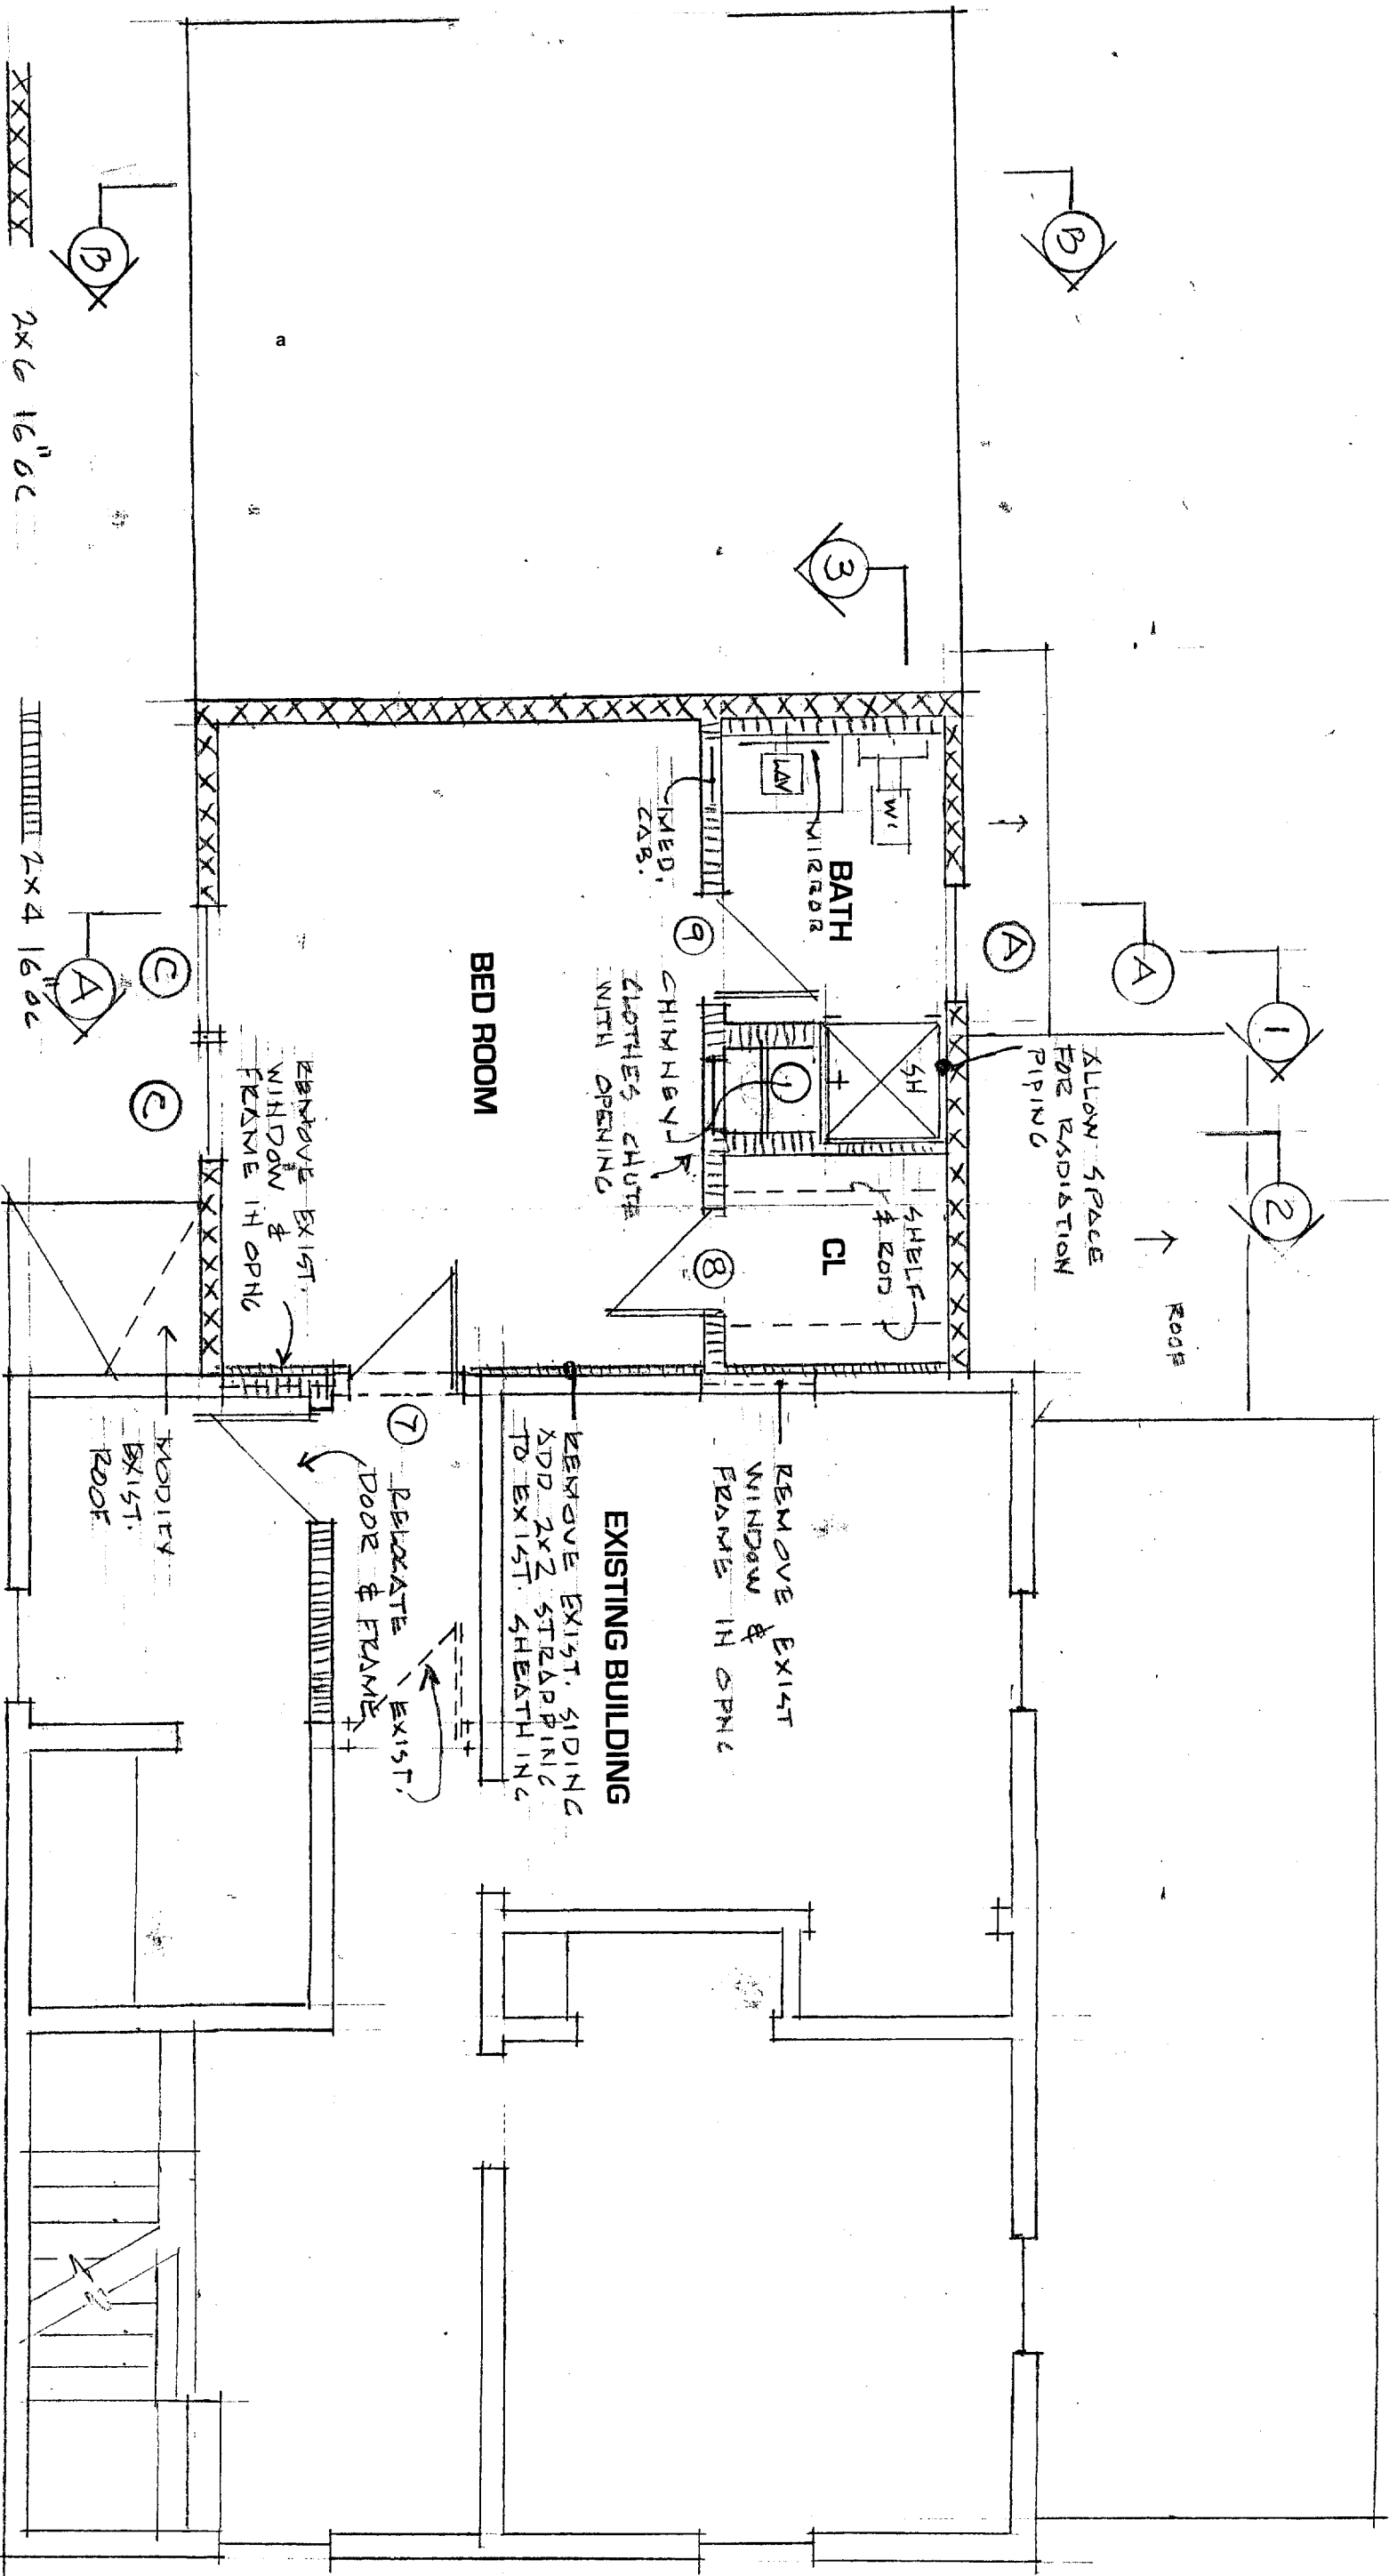 B
B
3
A
A
1
2
ALLOW SPACE
FOR RADIATION
PIPING
ROOF
W.C.
LAV
MIRROR
BATH
SH
SHELF
& ROD
CL
MED.
CAB.
9
CHIMNEY
CLOTHES CHUTE
WITH OPENING
8
BED ROOM
REMOVE EXIST.
WINDOW &
FRAME IN OPNG
C
C
A
REMOVE EXIST
WINDOW &
FRAME IN OPNG
EXISTING BUILDING
REMOVE EXIST. SIDING
ADD 2X2 STRAPPING
TO EXIST. SHEATHING
7
RELOCATE EXIST.
DOOR & FRAME
MODIFY
EXIST.
ROOF
a
2X6 16" OC
2X4 16" OC